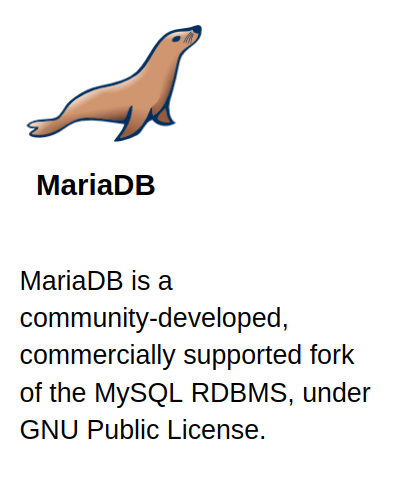 MariaDB
MariaDB is a
community-developed,
commercially supported fork
of the MySQL RDBMS, under
GNU Public License.